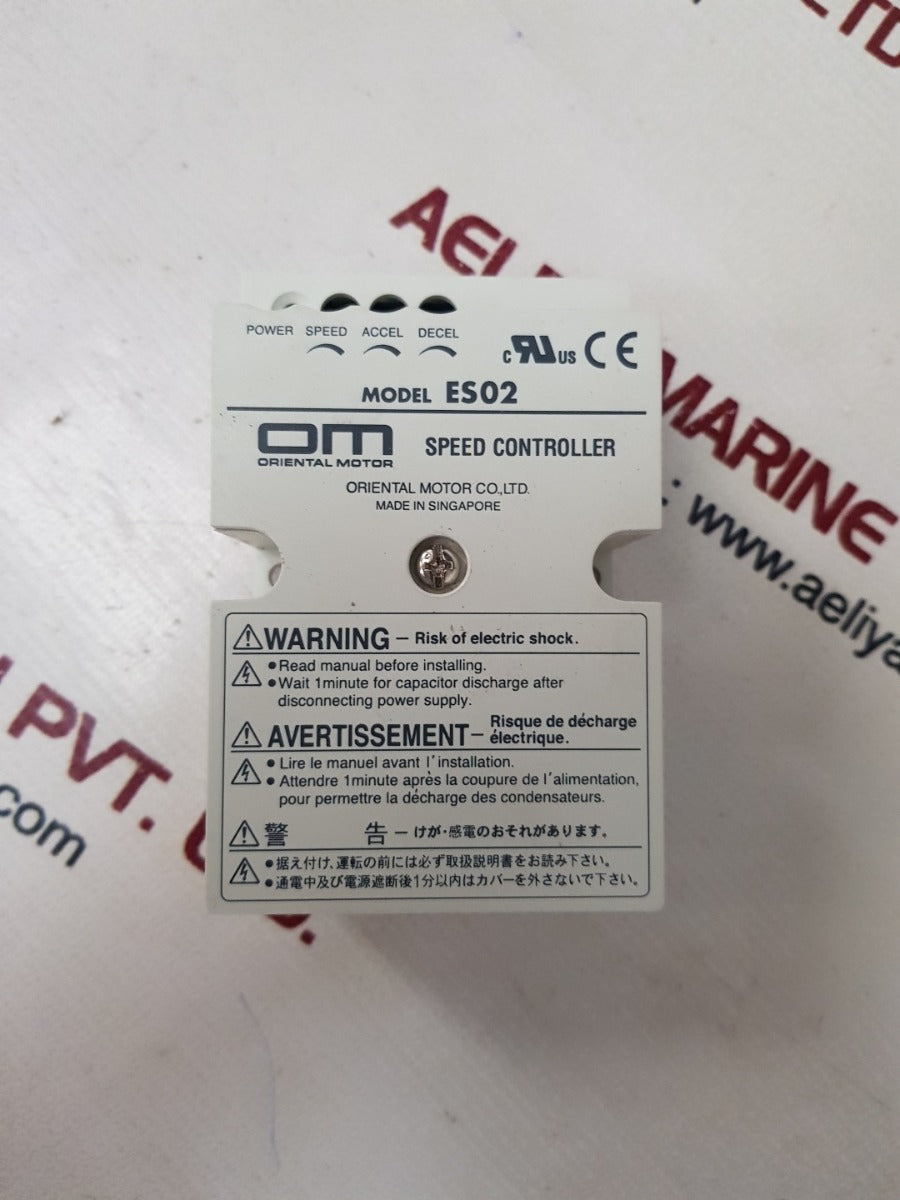 LTD
AELI
MARINE
: www.aeliya
PVT. L
TD.
com
POWER SPEED ACCEL DECEL
c RU US CE
MODEL ES02
OM
ORIENTAL MOTOR
SPEED CONTROLLER
ORIENTAL MOTOR CO.,LTD.
MADE IN SINGAPORE
WARNING – Risk of electric shock.
● Read manual before installing.
● Wait 1minute for capacitor discharge after
disconnecting power supply.
AVERTISSEMENT – Risque de décharge
électrique.
● Lire le manuel avant l'installation.
● Attendre 1minute après la coupure de l'alimentation,
pour permettre la décharge des condensateurs.
警 告 – けが・感電のおそれがあります。
● 据え付け、運転の前には必ず取扱説明書をお読み下さい。
● 通電中及び電源遮断後1分以内はカバーを外さないで下さい。